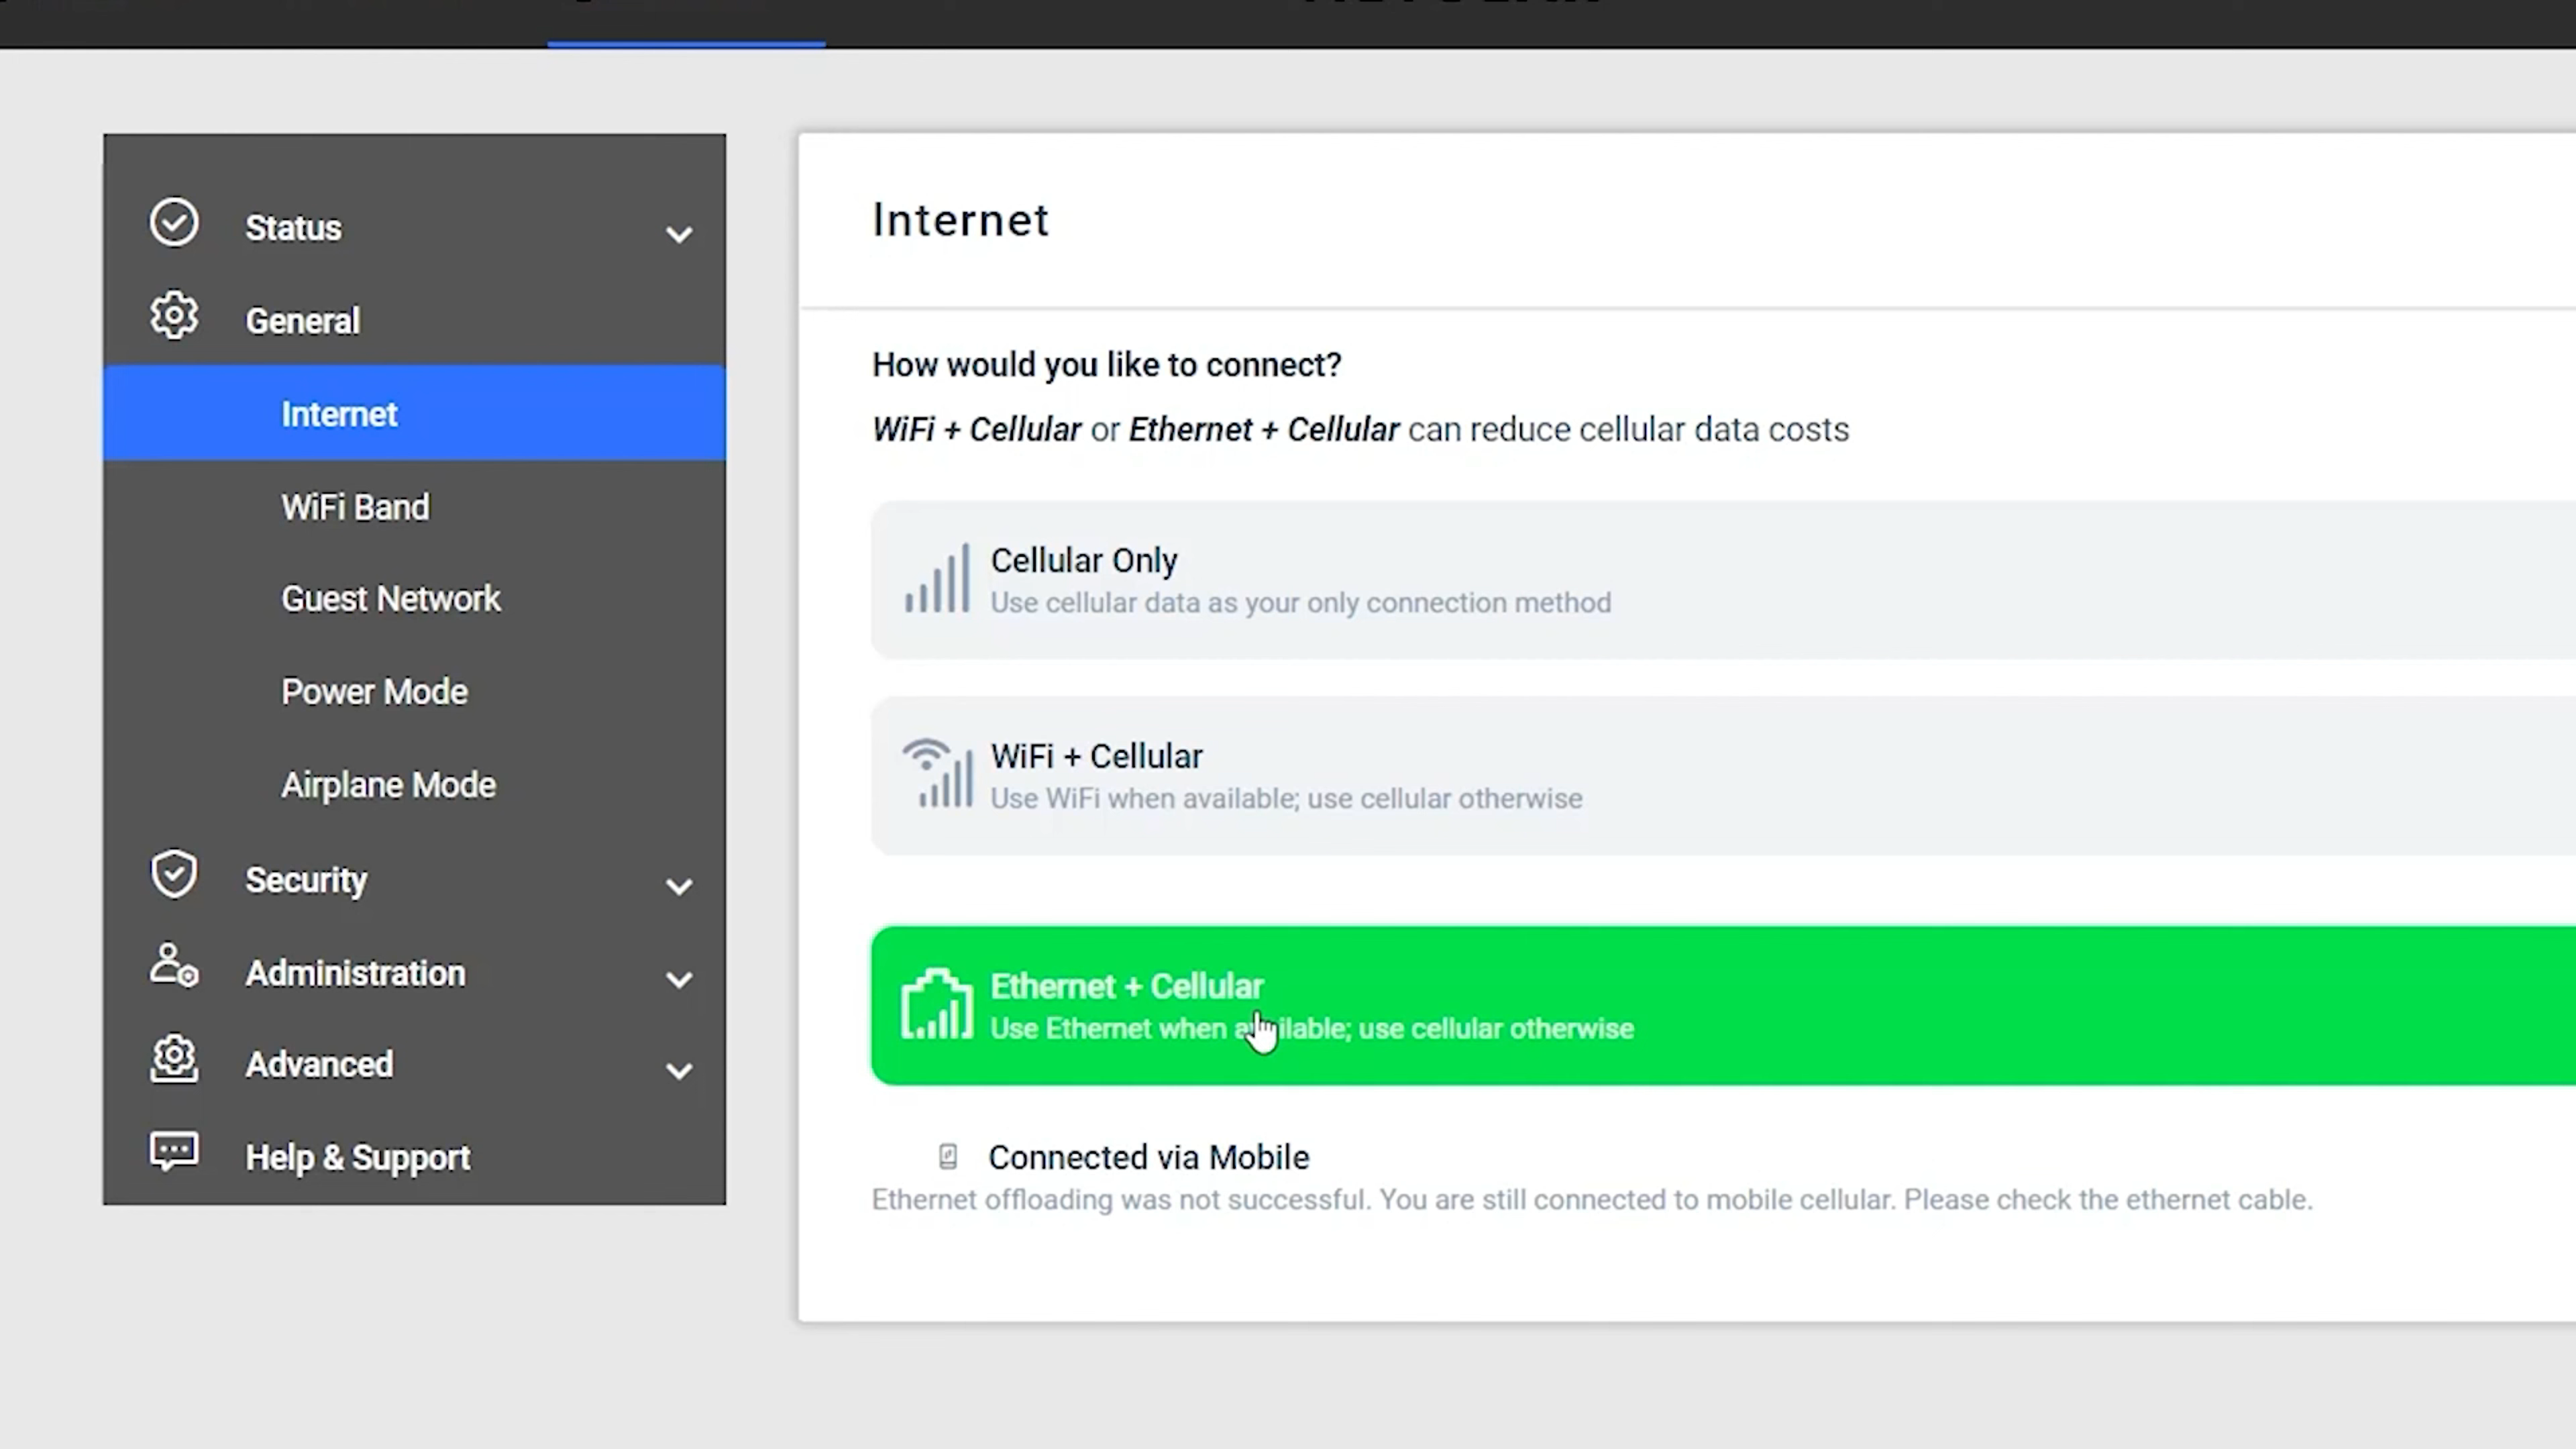 Status
General
Internet
WiFi Band
Guest Network
Power Mode
Airplane Mode
Security
Administration
Advanced
Help & Support
Internet
How would you like to connect?
WiFi + Cellular or Ethernet + Cellular can reduce cellular data costs
Cellular Only
Use cellular data as your only connection method
WiFi + Cellular
Use WiFi when available; use cellular otherwise
Ethernet + Cellular
Use Ethernet when available; use cellular otherwise
Connected via Mobile
Ethernet offloading was not successful. You are still connected to mobile cellular. Please check the ethernet cable.